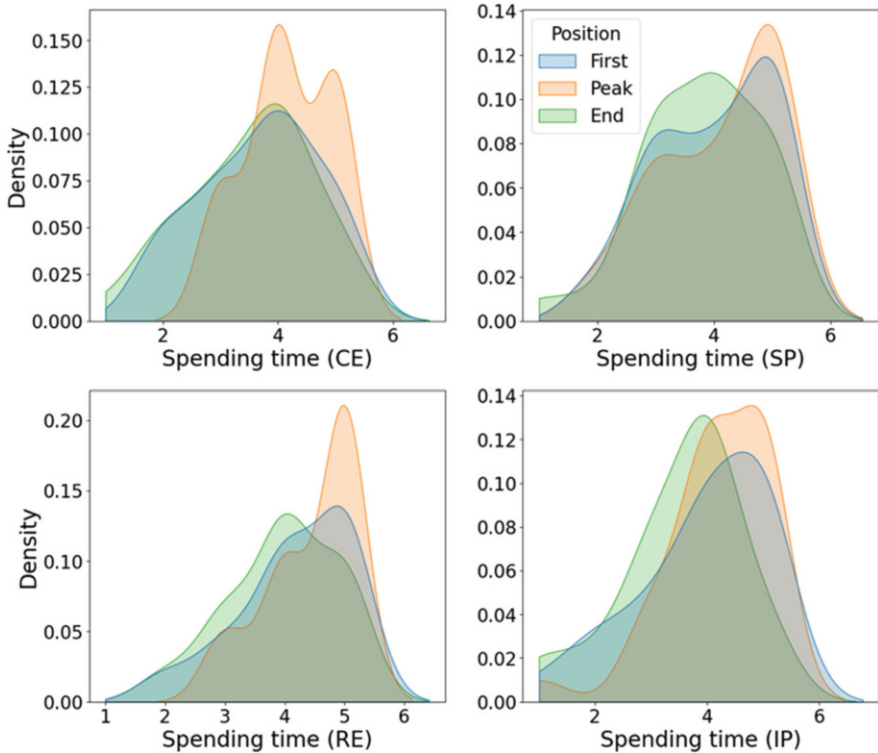 0.150
0.125
0.100
0.075
0.050
0.025
0.000
Density
2 4 6
Spending time (CE)
0.14
0.12
0.10
0.08
0.06
0.04
0.02
0.00
Position
First
Peak
End
2 4 6
Spending time (SP)
0.20
0.15
0.10
0.05
0.00
Density
1 2 3 4 5 6
Spending time (RE)
0.14
0.12
0.10
0.08
0.06
0.04
0.02
0.00
2 4 6
Spending time (IP)